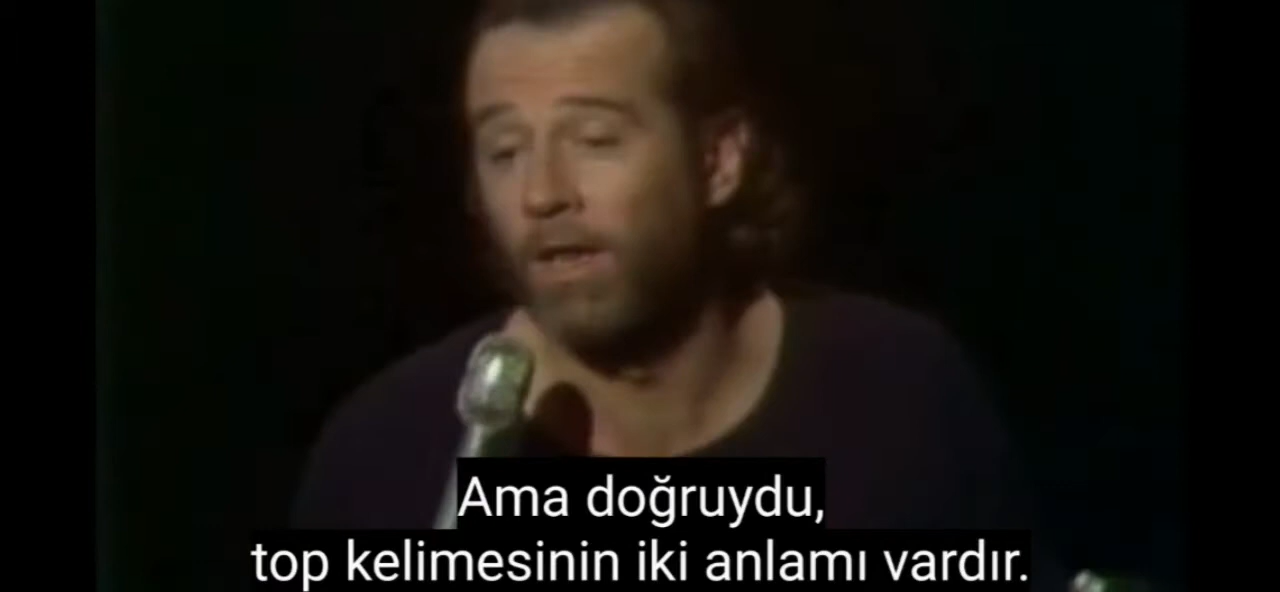 Ama doğruydu,
top kelimesinin iki anlamı vardır.